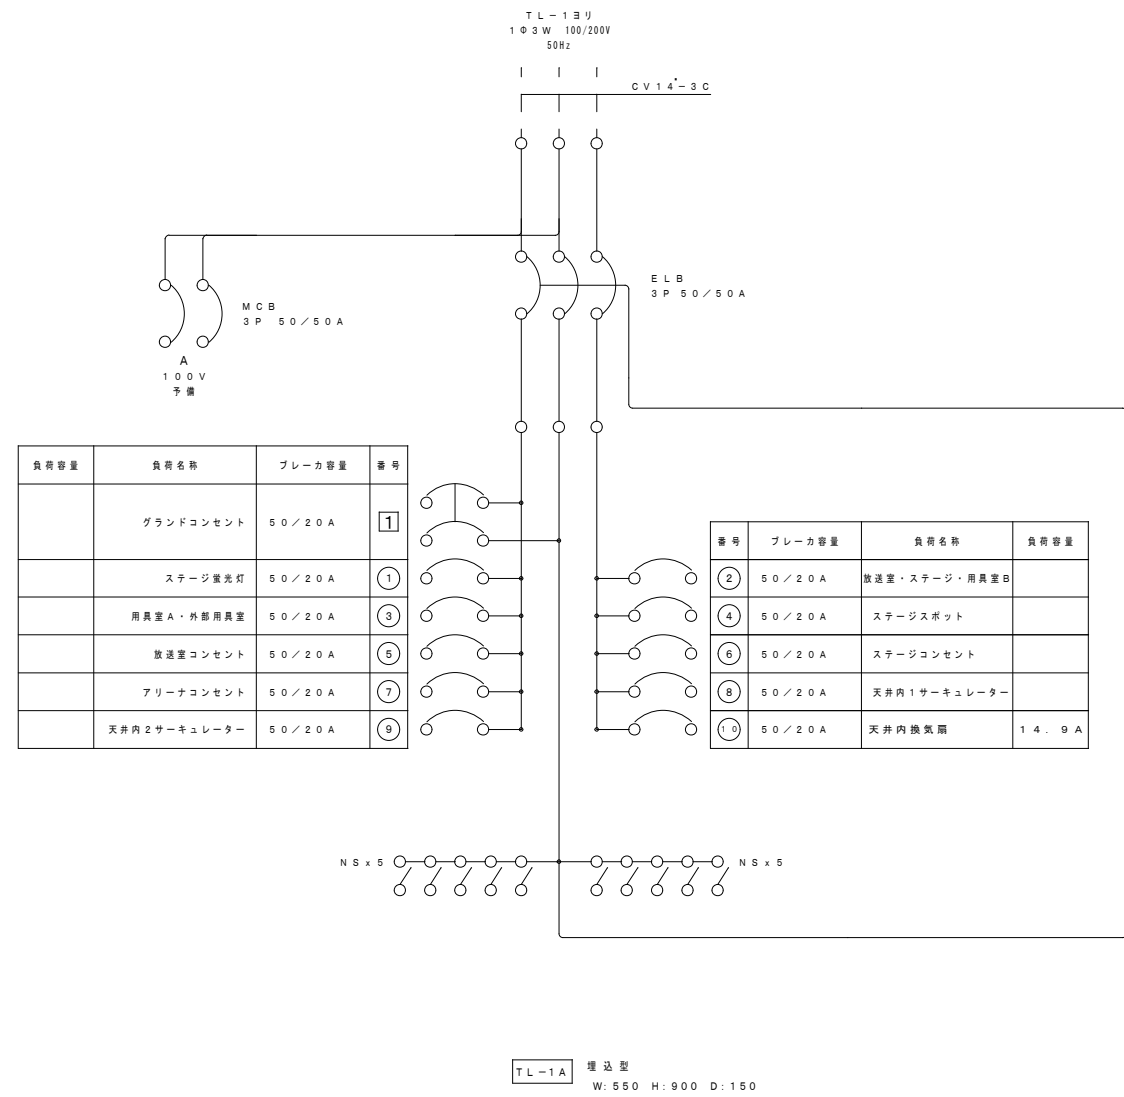 TL-1ヨリ
1Φ3W 100/200V
50Hz
CV14゜-3C
ELB
3P 50/50A
MCB
3P 50/50A
A
100V
予備
負荷容量 負荷名称 ブレーカ容量 番号
グランドコンセント 50/20A 1
ステージ蛍光灯 50/20A 1
用具室A・外部用具室 50/20A 3
放送室コンセント 50/20A 5
アリーナコンセント 50/20A 7
天井内2サーキュレーター 50/20A 9
番号 ブレーカ容量 負荷名称 負荷容量
2 50/20A 放送室・ステージ・用具室B
4 50/20A ステージスポット
6 50/20A ステージコンセント
8 50/20A 天井内1サーキュレーター
10 50/20A 天井内換気扇 14.9A
NSx5
NSx5
TL-1A 埋込型
W:550 H:900 D:150